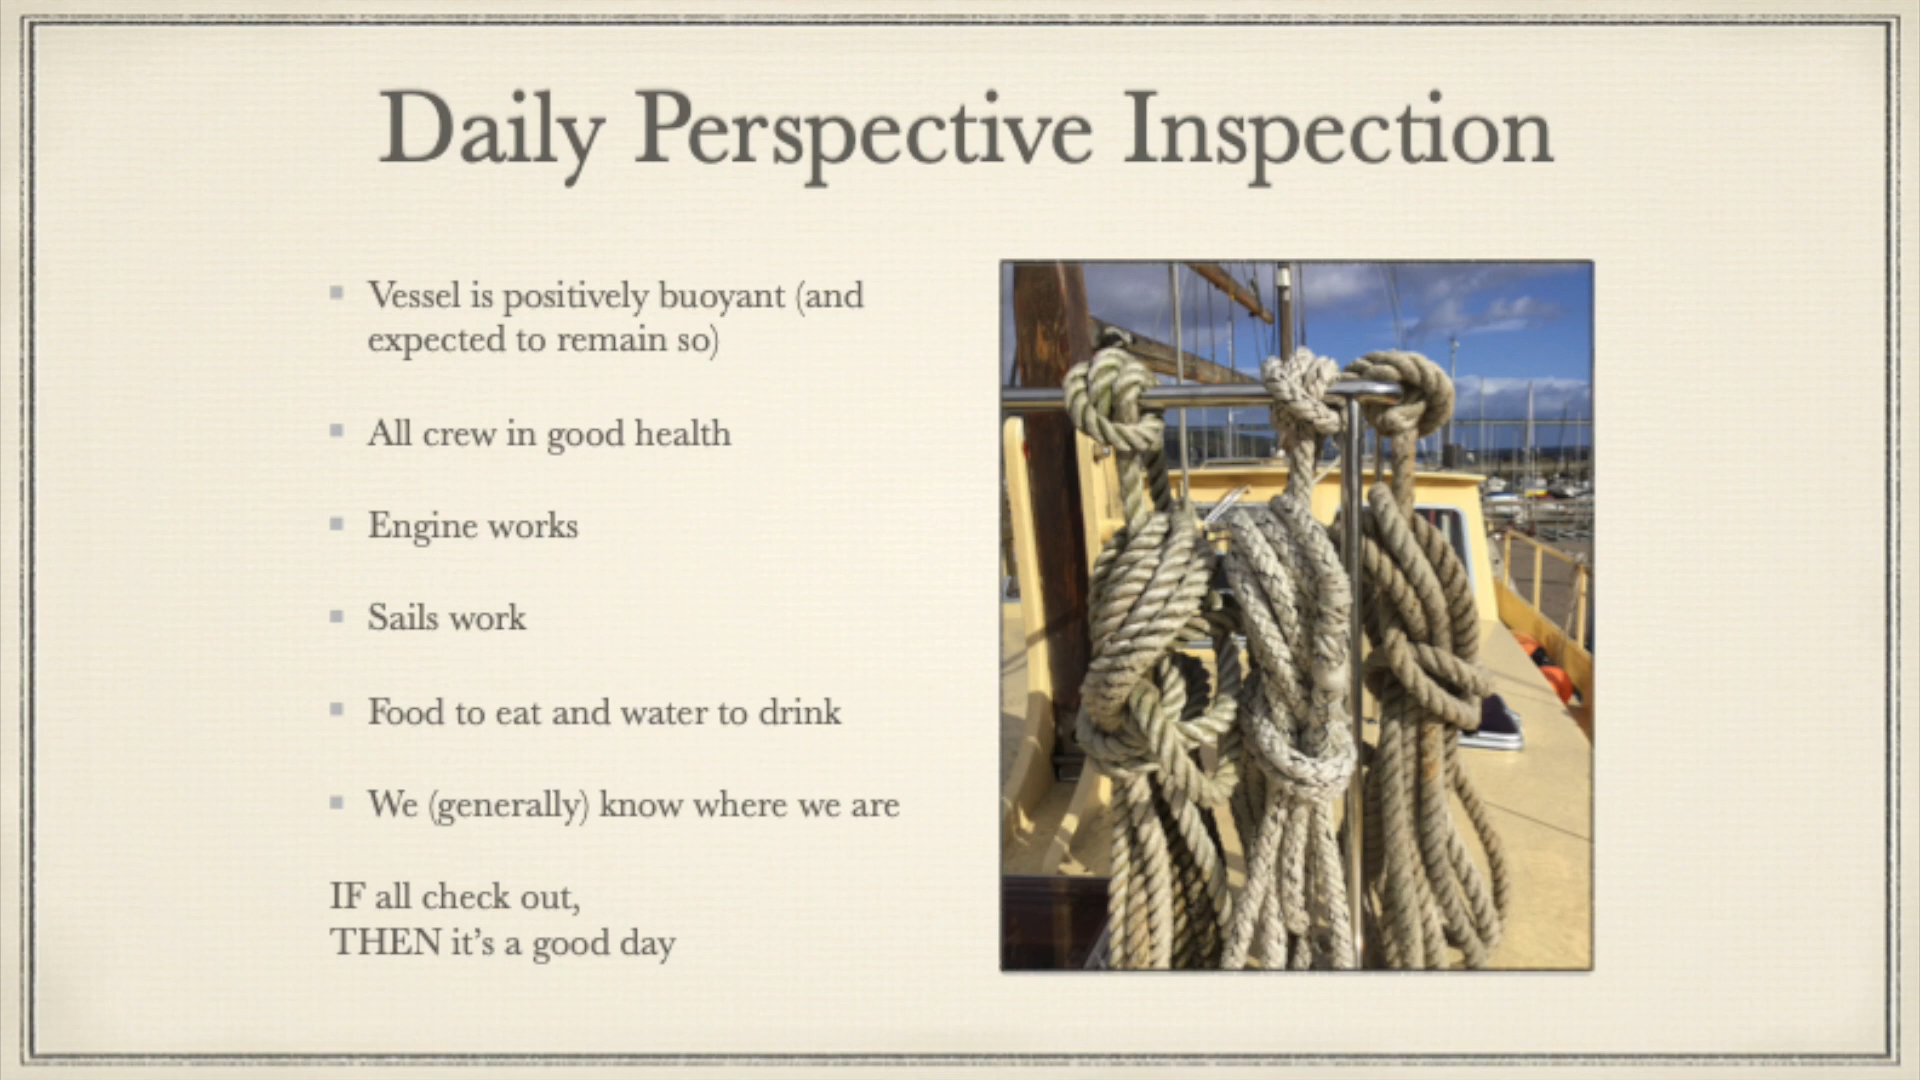 Daily Perspective Inspection
Vessel is positively buoyant (and
expected to remain so)
All crew in good health
Engine works
Sails work
Food to eat and water to drink
We (generally) know where we are
IF all check out,
THEN it’s a good day